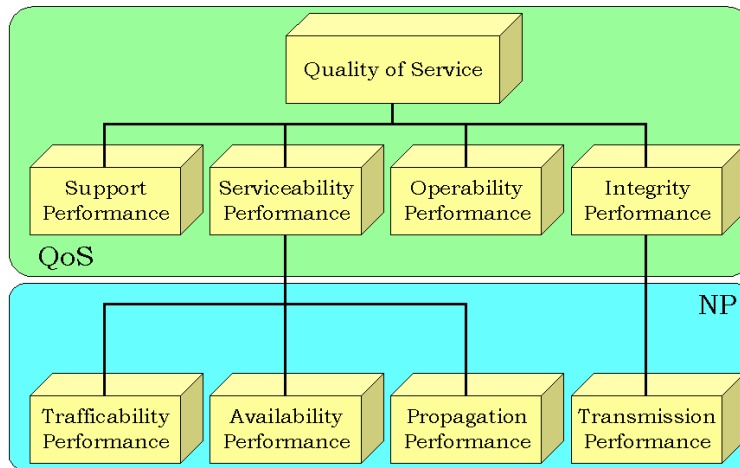 Quality of Service
Support
Performance
Serviceability
Performance
Operability
Performance
Integrity
Performance
QoS
NP
Trafficability
Performance
Availability
Performance
Propagation
Performance
Transmission
Performance